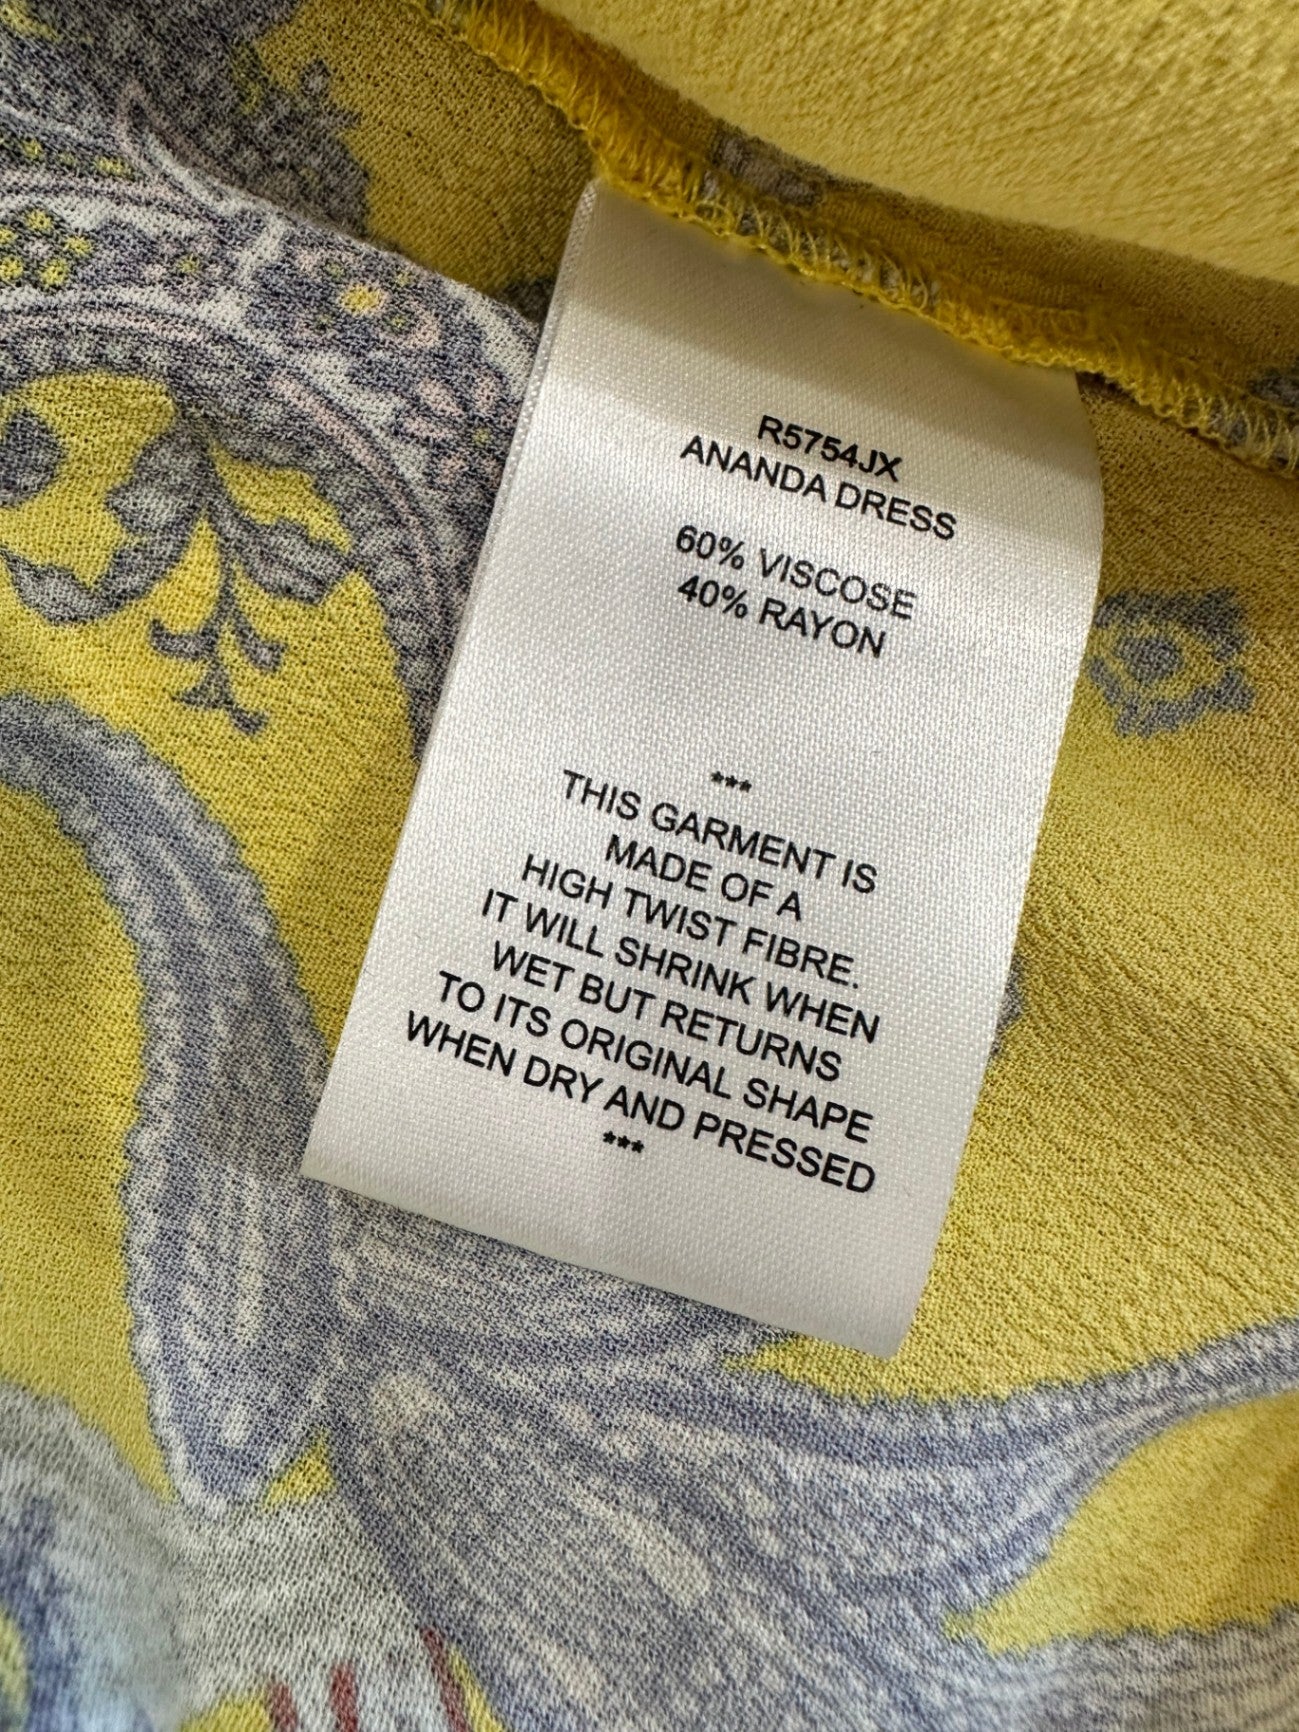 R5754JX
ANANDA DRESS
60% VISCOSE
40% RAYON
***
THIS GARMENT IS
MADE OF A
HIGH TWIST FIBRE.
IT WILL SHRINK WHEN
WET BUT RETURNS
TO ITS ORIGINAL SHAPE
WHEN DRY AND PRESSED
***